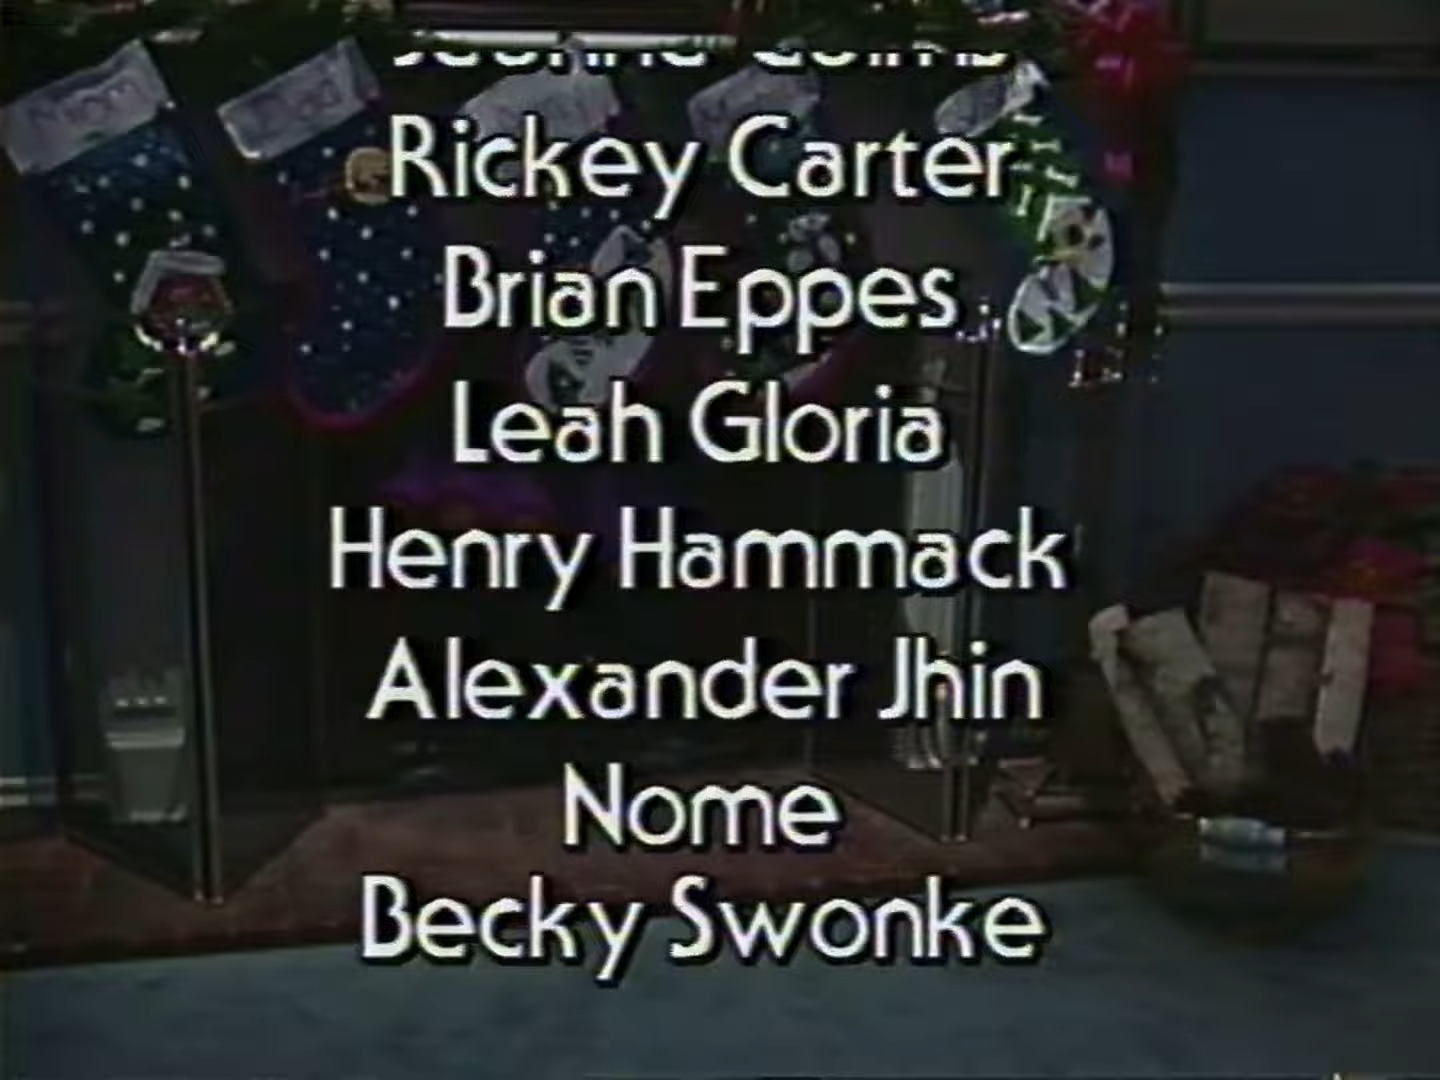 Rickey Carter
Brian Eppes
Leah Gloria
Henry Hammack
Alexander Jhin
Nome
Becky Swonke